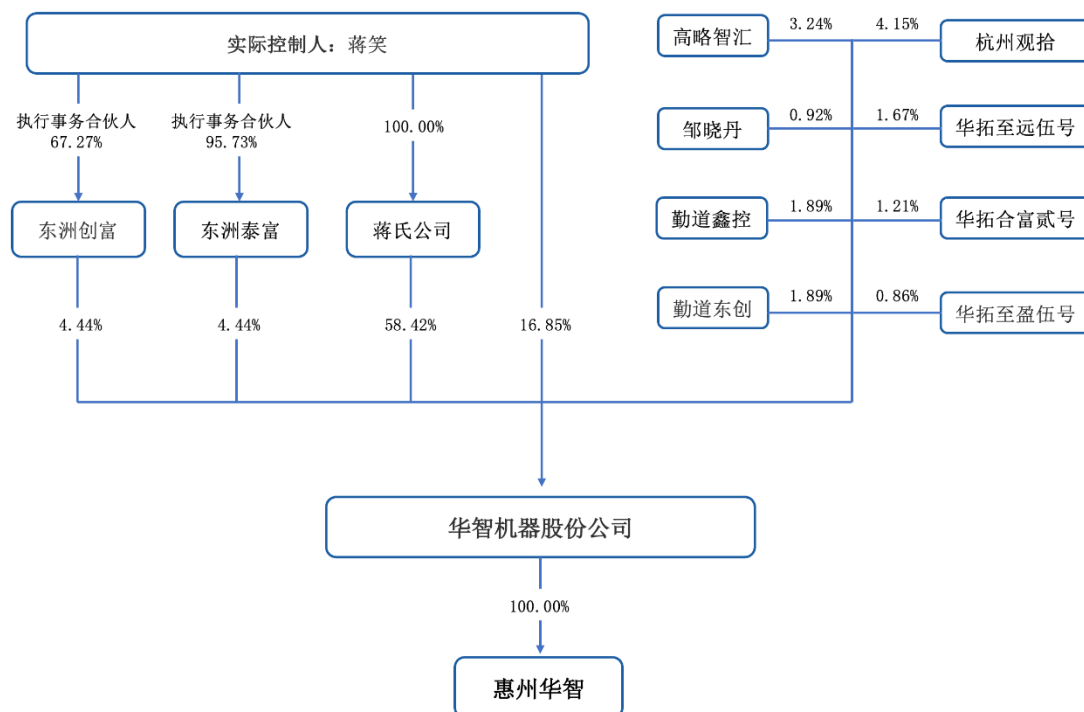 实际控制人：蒋笑
执行事务合伙人
67.27%
执行事务合伙人
95.73%
100.00%
东洲创富
东洲泰富
蒋氏公司
4.44%
4.44%
58.42%
16.85%
高略智汇
3.24%
4.15%
杭州观拾
邹晓丹
0.92%
1.67%
华拓至远伍号
勤道鑫控
1.89%
1.21%
华拓合富贰号
勤道东创
1.89%
0.86%
华拓至盈伍号
华智机器股份公司
100.00%
惠州华智